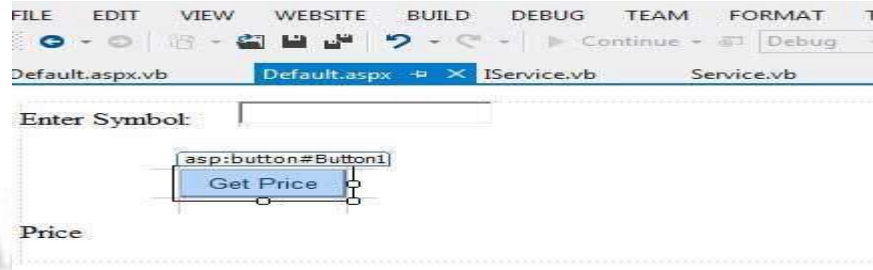 FILE EDIT VIEW WEBSITE BUILD DEBUG TEAM FORMAT
Continue Debug
Default.aspx.vb Default.aspx IService.vb Service.vb
Enter Symbol:
asp:button#Button1
Get Price
Price